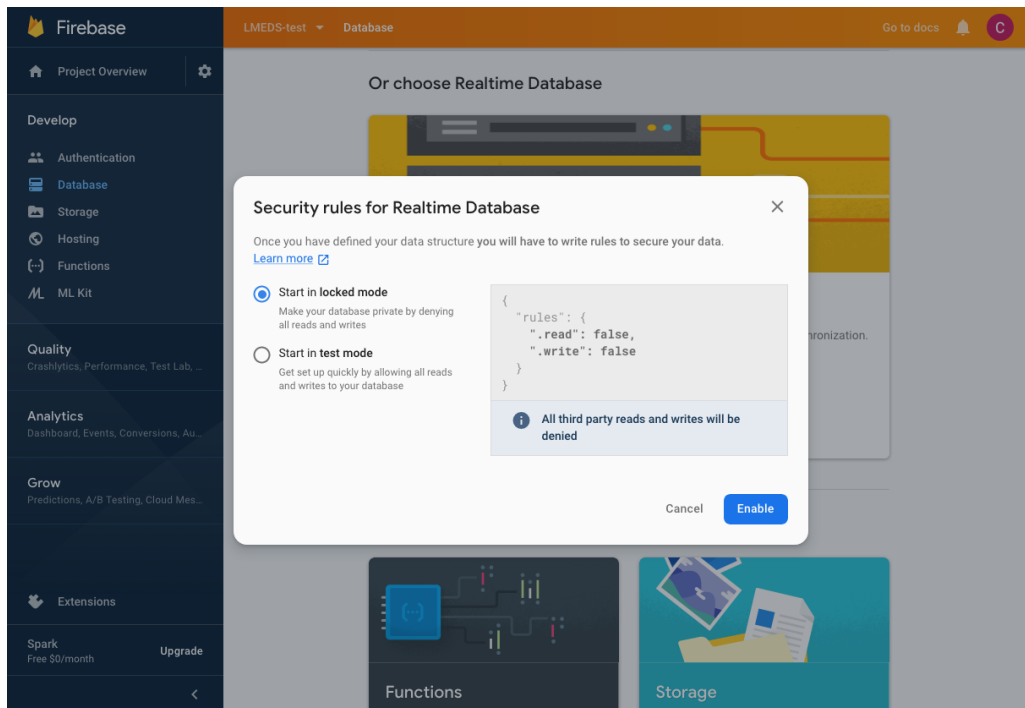 Firebase
LMEDS-test
Database
Go to docs
C
Project Overview
Develop
Authentication
Database
Storage
Hosting
Functions
ML Kit
Quality
Crashlytics, Performance, Test Lab, ...
Analytics
Dashboard, Events, Conversions, Au...
Grow
Predictions, A/B Testing, Cloud Mes...
Extensions
Spark
Free $0/month
Upgrade
Or choose Realtime Database
Security rules for Realtime Database
Once you have defined your data structure you will have to write rules to secure your data.
Learn more
Start in locked mode
Make your database private by denying
all reads and writes
Start in test mode
Get set up quickly by allowing all reads
and writes to your database
{
"rules": {
".read": false,
".write": false
}
}
All third party reads and writes will be
denied
Cancel
Enable
hronization.
Functions
Storage